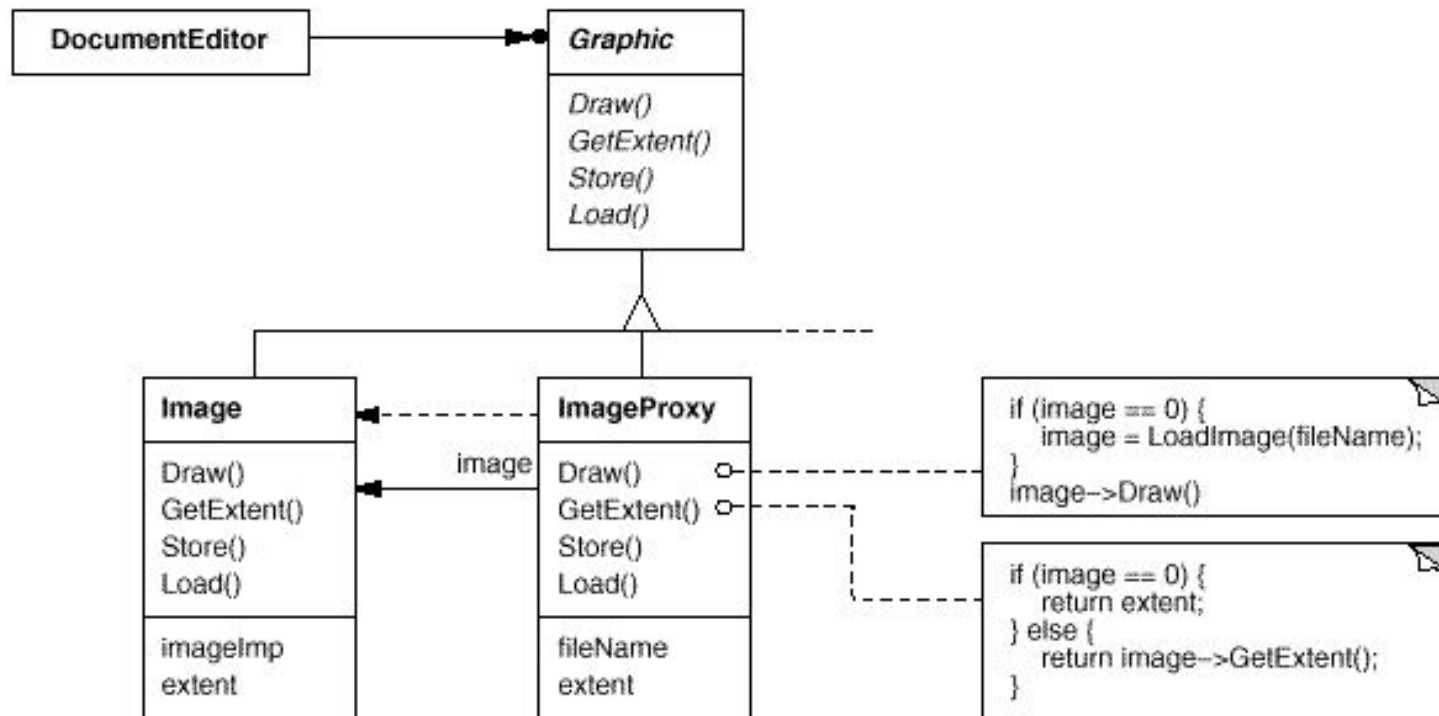 DocumentEditor
Graphic
Draw()
GetExtent()
Store()
Load()
Image
Draw()
GetExtent()
Store()
Load()
imageImp
extent
image
ImageProxy
Draw()
GetExtent()
Store()
Load()
fileName
extent
if (image == 0) {
image = LoadImage(fileName);
}
image->Draw()
if (image == 0) {
return extent;
} else {
return image->GetExtent();
}